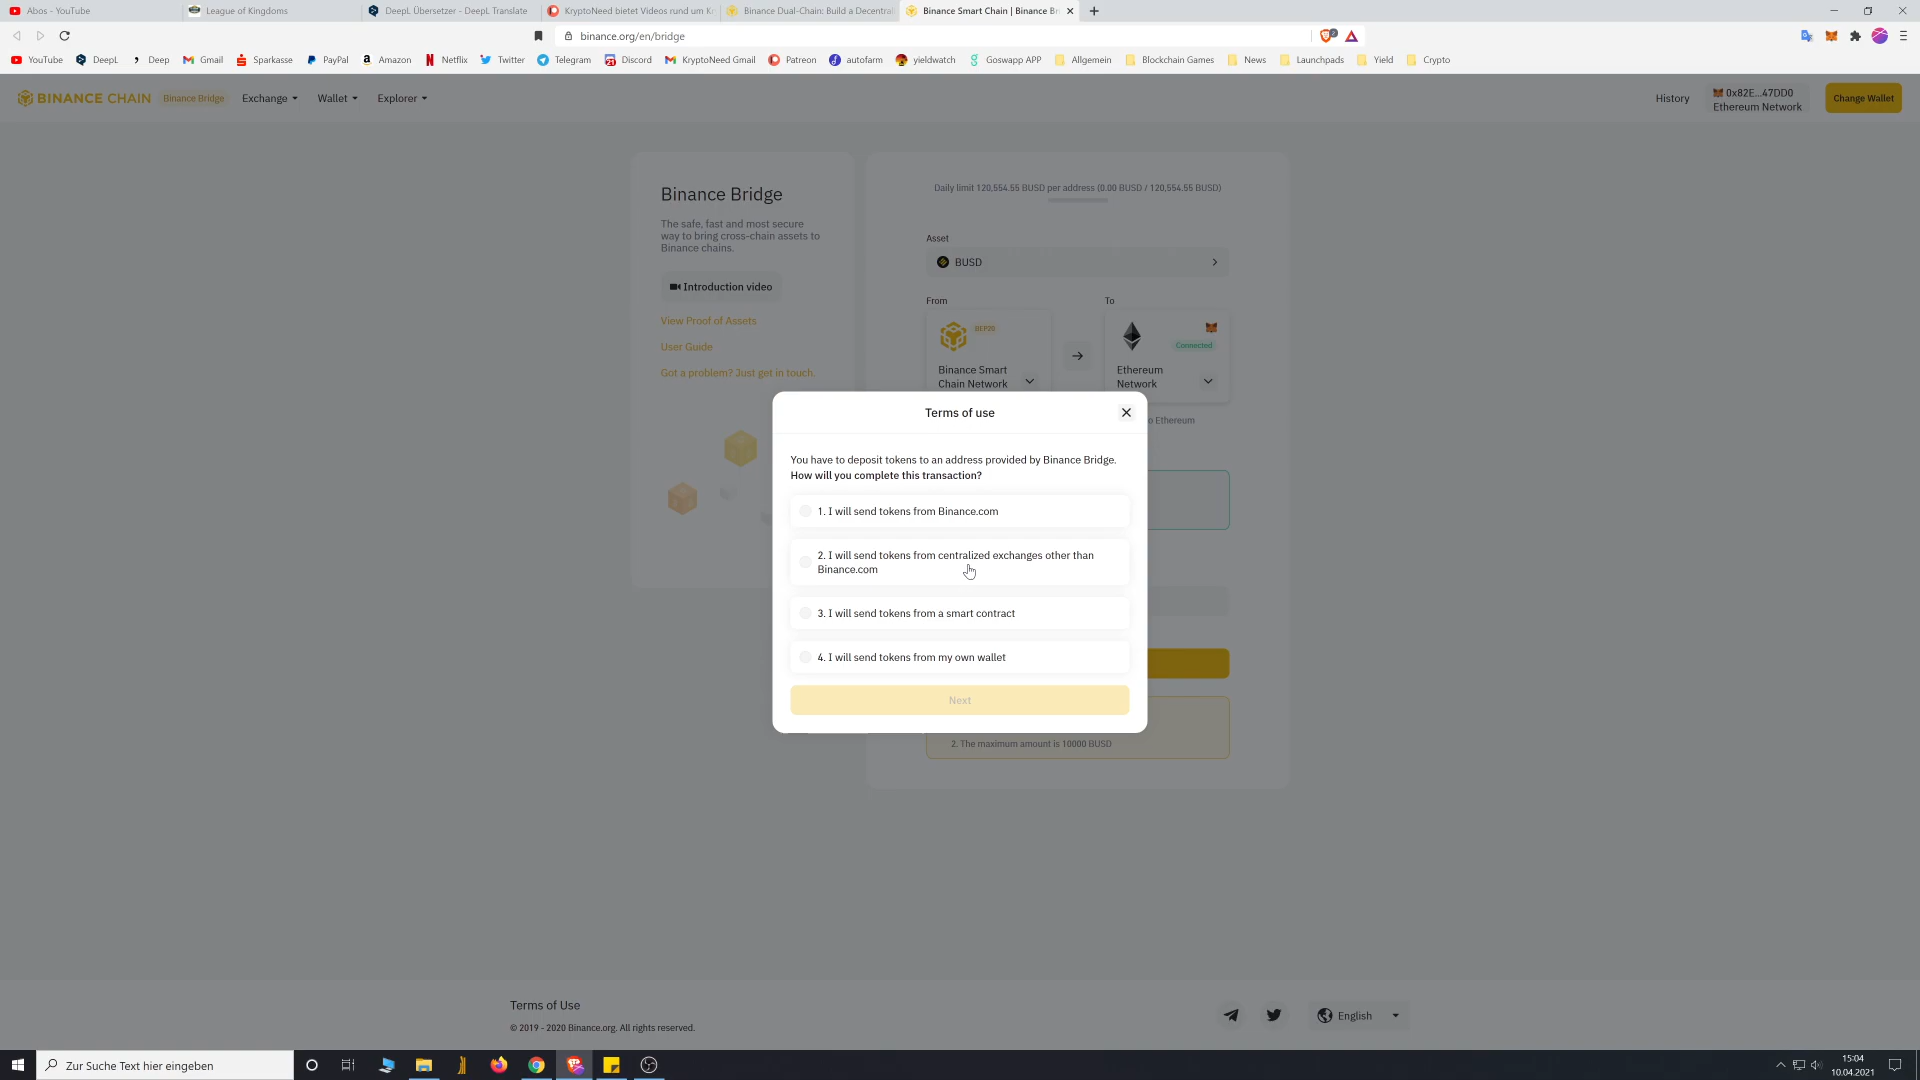 Abos - YouTube
League of Kingdoms
DeepL Übersetzer - DeepL Translate
KryptoNeed bietet Videos rund um Kr
Binance Dual-Chain: Build a Decentral
Binance Smart Chain | Binance Br
binance.org/en/bridge
YouTube
DeepL
Deep
Gmail
Sparkasse
PayPal
Amazon
Netflix
Twitter
Telegram
Discord
KryptoNeed Gmail
Patreon
autofarm
yieldwatch
Goswapp APP
Allgemein
Blockchain Games
News
Launchpads
Yield
Crypto
BINANCE CHAIN
Binance Bridge
Exchange
Wallet
Explorer
History
0x82E...47DD0
Ethereum Network
Change Wallet
Binance Bridge
The safe, fast and most secure
way to bring cross-chain assets to
Binance chains.
Introduction video
View Proof of Assets
User Guide
Got a problem? Just get in touch.
Daily limit 120,554.55 BUSD per address (0.00 BUSD / 120,554.55 BUSD)
Asset
BUSD
From
To
BEP20
Connected
Binance Smart
Chain Network
Ethereum
Network
o Ethereum
Terms of use
You have to deposit tokens to an address provided by Binance Bridge.
How will you complete this transaction?
1. I will send tokens from Binance.com
2. I will send tokens from centralized exchanges other than
Binance.com
3. I will send tokens from a smart contract
4. I will send tokens from my own wallet
Next
2. The maximum amount is 10000 BUSD
Terms of Use
© 2019 - 2020 Binance.org. All rights reserved.
English
Zur Suche Text hier eingeben
15:04
10.04.2021